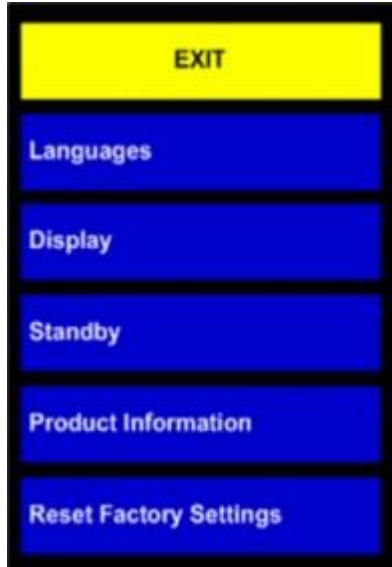 EXIT
Languages
Display
Standby
Product Information
Reset Factory Settings